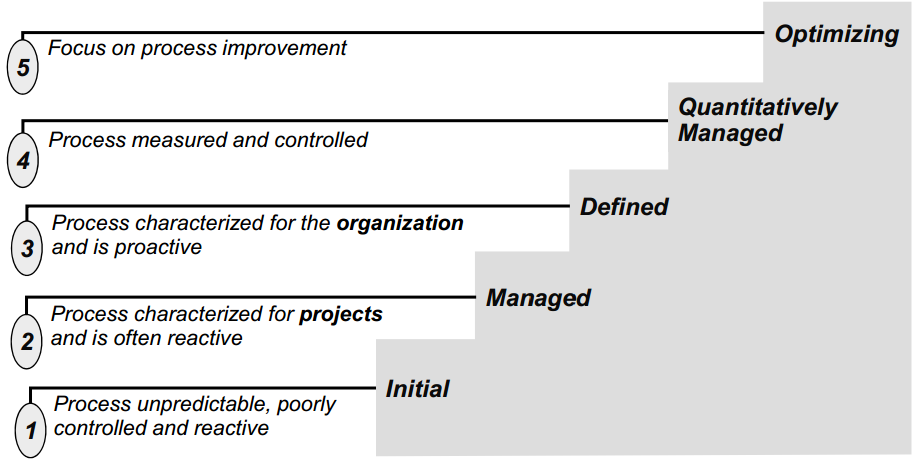 Optimizing
Focus on process improvement
5
Quantitatively
Managed
Process measured and controlled
4
Defined
Process characterized for the organization
and is proactive
3
Managed
Process characterized for projects
and is often reactive
2
Initial
Process unpredictable, poorly
controlled and reactive
1